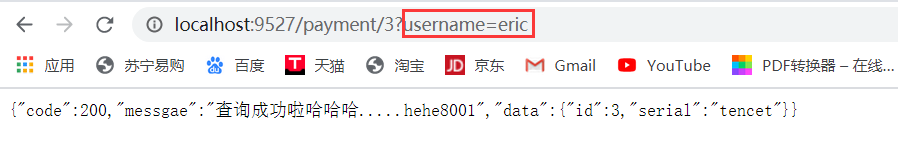 localhost:9527/payment/3?username=eric
应用 苏宁易购 百度 天猫 淘宝 JD 京东 Gmail YouTube PDF转换器 – 在线...
{"code":200,"messgae":"查询成功啦哈哈哈.....hehe8001","data":{"id":3,"serial":"tencet"}}